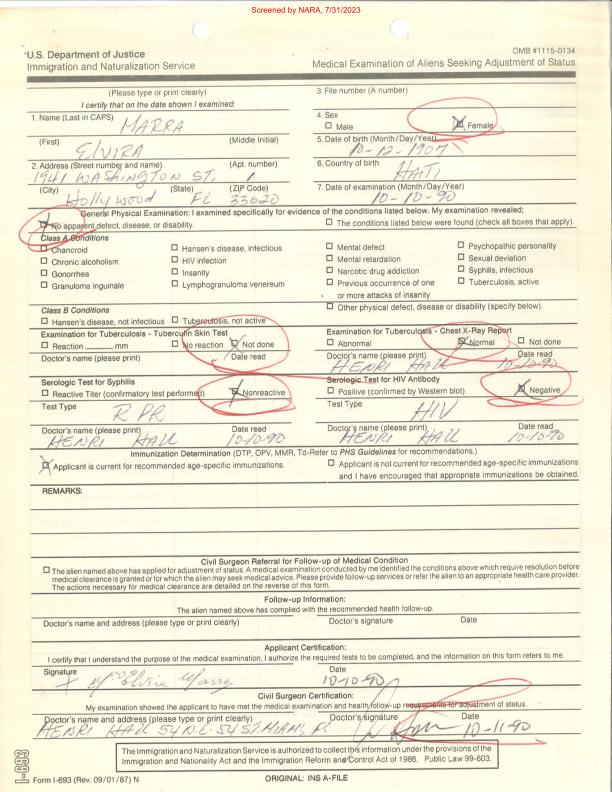 Screened by NARA, 7/31/2023
OMB #1115-0134
U.S. Department of Justice
Immigration and Naturalization Service Medical Examination of Aliens Seeking Adjustment of Status
(Please type or print clearly)
I certify that on the date shown I examined:
3. File number (A number)
1. Name (Last in CAPS) MARRA
(First) (Middle Initial)
ELVIRA
4. Sex
☐ Male ☒ Female
5. Date of birth (Month/Day/Year)
10-12-1907
2. Address (Street number and name) (Apt. number)
1941 WASHINGTON ST. 1
6. Country of birth
HAITI
(City) (State) (ZIP Code)
Hollywood FL 33020
7. Date of examination (Month/Day/Year)
10-10-90
General Physical Examination: I examined specifically for evidence of the conditions listed below. My examination revealed;
☒ No apparent defect, disease, or disability. ☐ The conditions listed below were found (check all boxes that apply).
Class A Conditions
☐ Chancroid ☐ Hansen's disease, infectious ☐ Mental defect ☐ Psychopathic personality
☐ Chronic alcoholism ☐ HIV infection ☐ Mental retardation ☐ Sexual deviation
☐ Gonorrhea ☐ Insanity ☐ Narcotic drug addiction ☐ Syphilis, infectious
☐ Granuloma inguinale ☐ Lymphogranuloma venereum ☐ Previous occurrence of one ☐ Tuberculosis, active
or more attacks of insanity
Class B Conditions ☐ Other physical defect, disease or disability (specify below).
☐ Hansen's disease, not infectious ☐ Tuberculosis, not active
Examination for Tuberculosis - Tuberculin Skin Test
☐ Reaction mm ☐ No reaction ☒ Not done
Doctor's name (please print) Date read
Examination for Tuberculosis - Chest X-Ray Report
☐ Abnormal ☒ Normal ☐ Not done
Doctor's name (please print) Date read
HENRI HALL 10-10-90
Serologic Test for Syphilis
☐ Reactive Titer (confirmatory test performed) ☒ Nonreactive
Test Type
RPR
Doctor's name (please print) Date read
HENRI HALL 10-10-90
Serologic Test for HIV Antibody
☐ Positive (confirmed by Western blot) ☒ Negative
Test Type
HIV
Doctor's name (please print) Date read
HENRI HALL 10-10-90
Immunization Determination (DTP, OPV, MMR, Td-Refer to PHS Guidelines for recommendations.)
☒ Applicant is current for recommended age-specific immunizations. ☐ Applicant is not current for recommended age-specific immunizations
and I have encouraged that appropriate immunizations be obtained.
REMARKS:
Civil Surgeon Referral for Follow-up of Medical Condition
☐ The alien named above has applied for adjustment of status. A medical examination conducted by me identified the conditions above which require resolution before
medical clearance is granted or for which the alien may seek medical advice. Please provide follow-up services or refer the alien to an appropriate health care provider.
The actions necessary for medical clearance are detailed on the reverse of this form.
Follow-up Information:
The alien named above has complied with the recommended health follow-up.
Doctor's name and address (please type or print clearly) Doctor's signature Date
Applicant Certification:
I certify that I understand the purpose of the medical examination, I authorize the required tests to be completed, and the information on this form refers to me.
Signature Date
10-10-90
Civil Surgeon Certification:
My examination showed the applicant to have met the medical examination and health follow-up requirements for adjustment of status.
Doctor's name and address (please type or print clearly) Doctor's signature Date
HENRI HALL 54 N.E. 54 ST. MIAMI, FL 10-11-90
The Immigration and Naturalization Service is authorized to collect this information under the provisions of the
Immigration and Nationality Act and the Immigration Reform and Control Act of 1986, Public Law 99-603.
Form I-693 (Rev. 09/01/87) N ORIGINAL: INS A-FILE